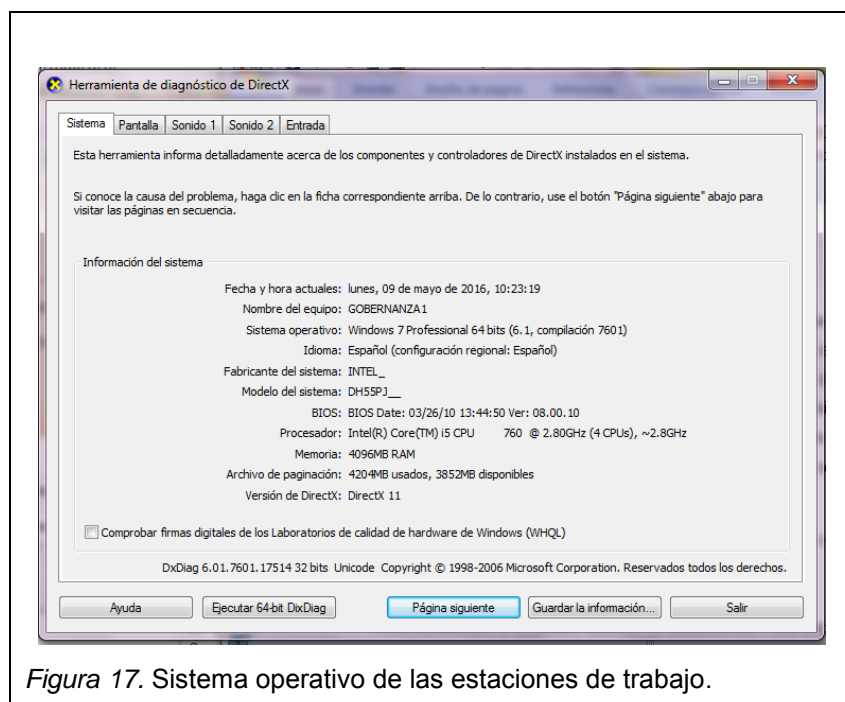 Herramienta de diagnóstico de DirectX
Sistema Pantalla Sonido 1 Sonido 2 Entrada
Esta herramienta informa detalladamente acerca de los componentes y controladores de DirectX instalados en el sistema.
Si conoce la causa del problema, haga clic en la ficha correspondiente arriba. De lo contrario, use el botón "Página siguiente" abajo para
visitar las páginas en secuencia.
Información del sistema
Fecha y hora actuales: lunes, 09 de mayo de 2016, 10:23:19
Nombre del equipo: GOBERNANZA1
Sistema operativo: Windows 7 Professional 64 bits (6.1, compilación 7601)
Idioma: Español (configuración regional: Español)
Fabricante del sistema: INTEL_
Modelo del sistema: DH55PJ__
BIOS: BIOS Date: 03/26/10 13:44:50 Ver: 08.00.10
Procesador: Intel(R) Core(TM) i5 CPU 760 @ 2.80GHz (4 CPUs), ~2.8GHz
Memoria: 4096MB RAM
Archivo de paginación: 4204MB usados, 3852MB disponibles
Versión de DirectX: DirectX 11
Comprobar firmas digitales de los Laboratorios de calidad de hardware de Windows (WHQL)
DxDiag 6.01.7601.17514 32 bits Unicode Copyright © 1998-2006 Microsoft Corporation. Reservados todos los derechos.
Ayuda Ejecutar 64-bit DixDiag Página siguiente Guardar la información... Salir
Figura 17. Sistema operativo de las estaciones de trabajo.